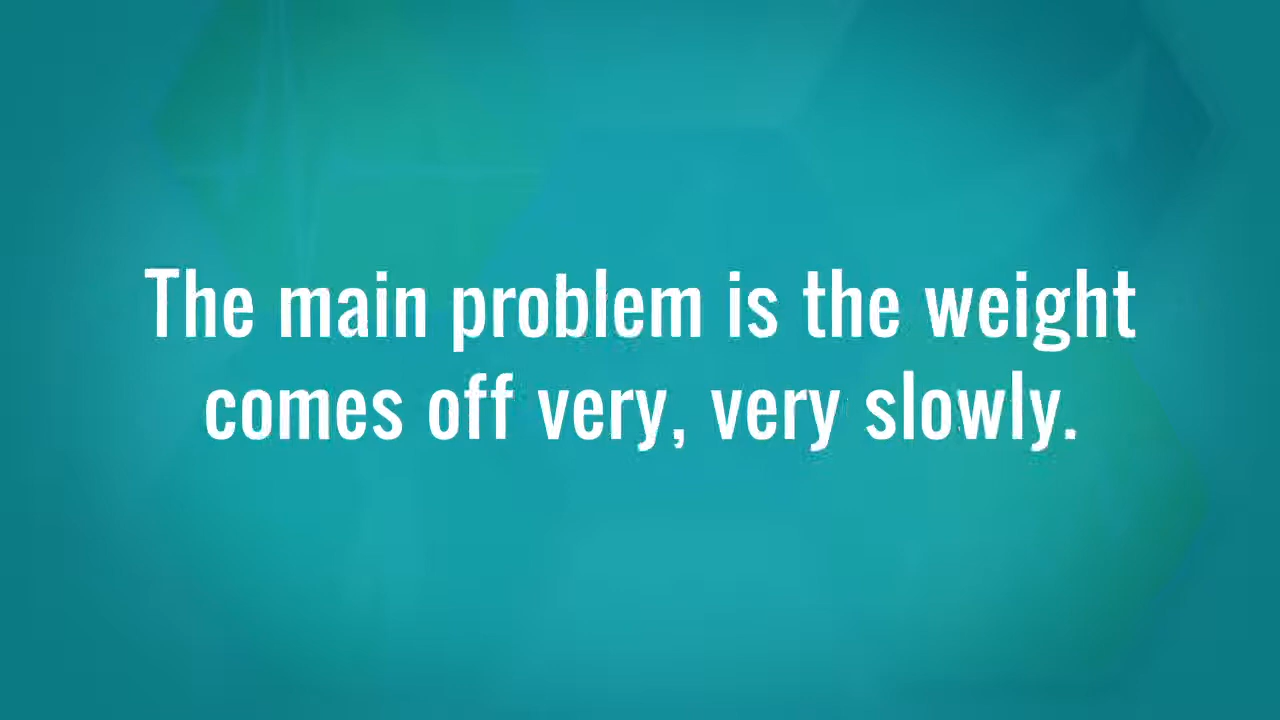 The main problem is the weight
comes off very, very slowly.